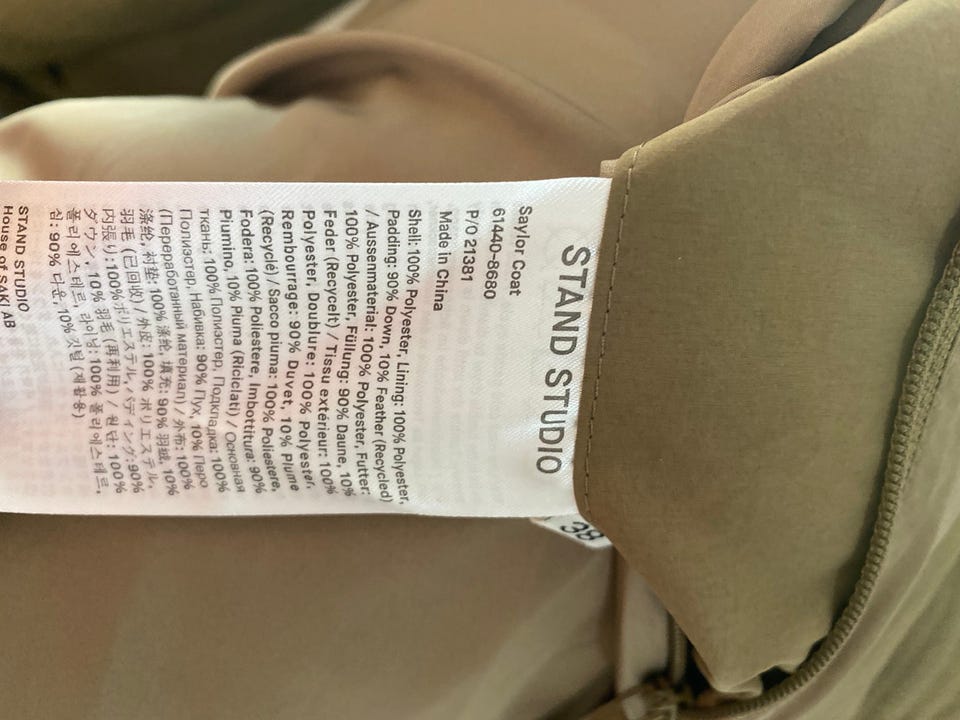 STAND STUDIO
Saylor Coat
61440-8680
P/O 21381
Made in China
Shell: 100% Polyester, Lining: 100% Polyester,
Padding: 90% Down, 10% Feather (Recycled)
/ Aussenmaterial: 100% Polyester, Futter:
100% Polyester, Füllung: 90% Daune, 10%
Feder (Recycelt) / Tissu extérieur: 100%
Polyester, Doublure: 100% Polyester,
Rembourrage: 90% Duvet, 10% Plume
(Recyclé) / Sacco piuma: 100% Poliestere,
Fodera: 100% Poliestere, Imbottitura: 90%
Piumino, 10% Piuma (Riciclati) / Основная
ткань: 100% Полиэстер, Подкладка: 100%
Полиэстер, Набивка: 90% Пух, 10% Перо
(Переработанный материал) / 外布: 100%
涤纶, 衬垫: 100% 涤纶, 填充: 90% 羽绒, 10%
羽毛 (已回收) / 外皮: 100% ポリエステル,
内張り: 100% ポリエステル, パディング: 90%
ダウン, 10% 羽毛 (再利用) / 원단: 100%
폴리에스테르, 라이닝: 100% 폴리에스테르,
심: 90% 다운, 10% 깃털 (재활용)
STAND STUDIO
House of SAKI AB
38